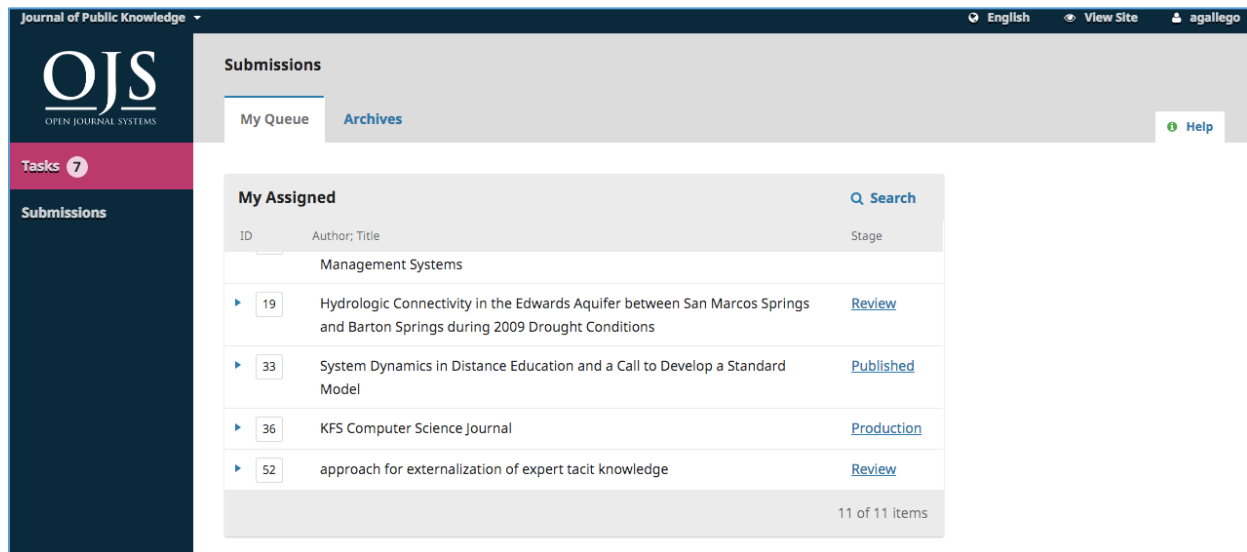 Journal of Public Knowledge
English
View Site
agallego
OJS
OPEN JOURNAL SYSTEMS
Submissions
My Queue
Archives
Help
Tasks 7
Submissions
My Assigned
Search
ID Author; Title Stage
Management Systems
19 Hydrologic Connectivity in the Edwards Aquifer between San Marcos Springs Review
and Barton Springs during 2009 Drought Conditions
33 System Dynamics in Distance Education and a Call to Develop a Standard Published
Model
36 KFS Computer Science Journal Production
52 approach for externalization of expert tacit knowledge Review
11 of 11 items